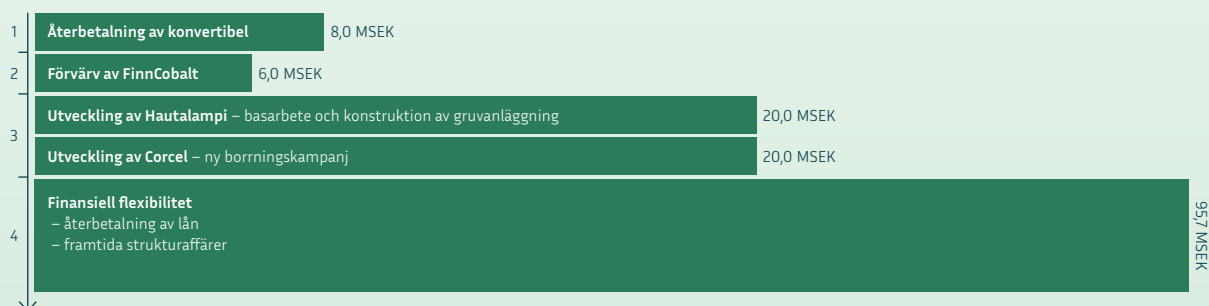 1
Återbetalning av konvertibel
8,0 MSEK
2
Förvärv av FinnCobalt
6,0 MSEK
3
Utveckling av Hautalampi – basarbete och konstruktion av gruvanläggning
20,0 MSEK
Utveckling av Corcel – ny borrningskampanj
20,0 MSEK
4
Finansiell flexibilitet
– återbetalning av lån
– framtida strukturaffärer
95,7 MSEK